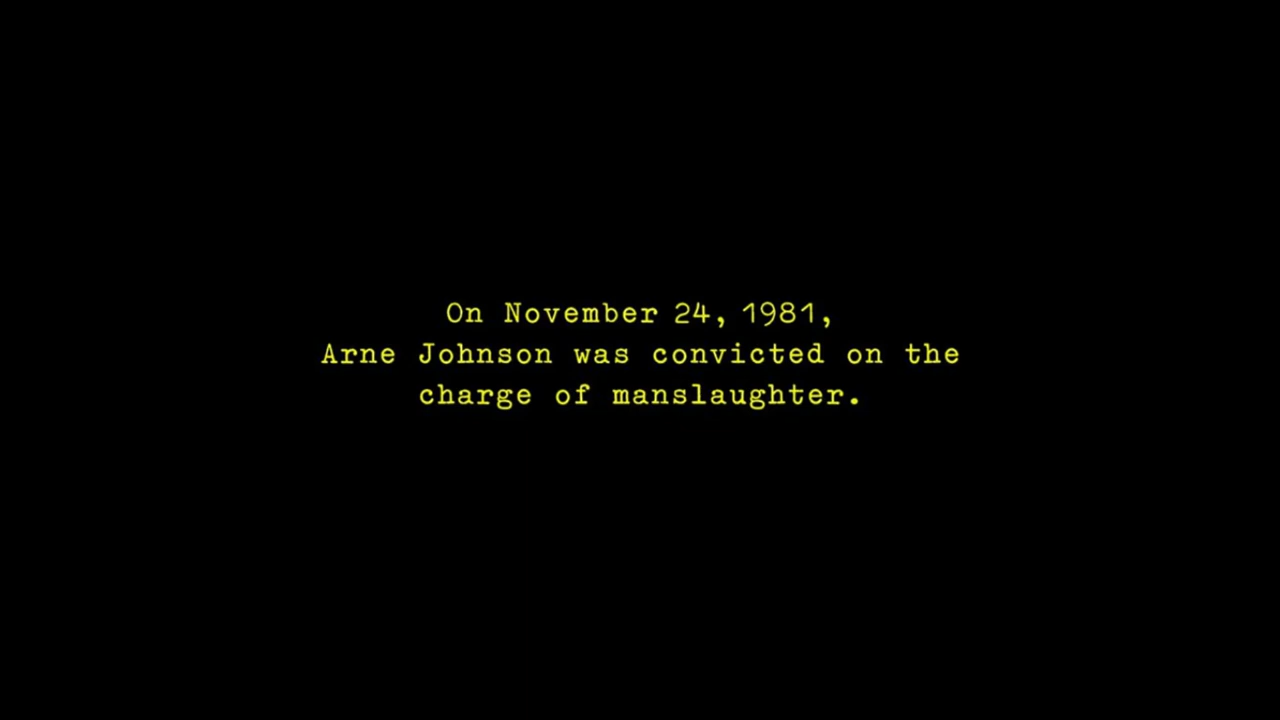 On November 24, 1981,
Arne Johnson was convicted on the
charge of manslaughter.